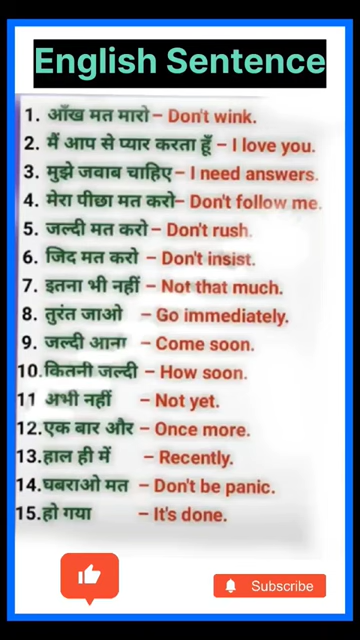 English Sentence
1. आँख मत मारो – Don't wink.
2. मैं आप से प्यार करता हूँ – I love you.
3. मुझे जवाब चाहिए – I need answers.
4. मेरा पीछा मत करो – Don't follow me.
5. जल्दी मत करो – Don't rush.
6. जिद मत करो – Don't insist.
7. इतना भी नहीं – Not that much.
8. तुरंत जाओ – Go immediately.
9. जल्दी आना – Come soon.
10. कितनी जल्दी – How soon.
11 अभी नहीं – Not yet.
12. एक बार और – Once more.
13. हाल ही में – Recently.
14. घबराओ मत – Don't be panic.
15. हो गया – It's done.
Subscribe